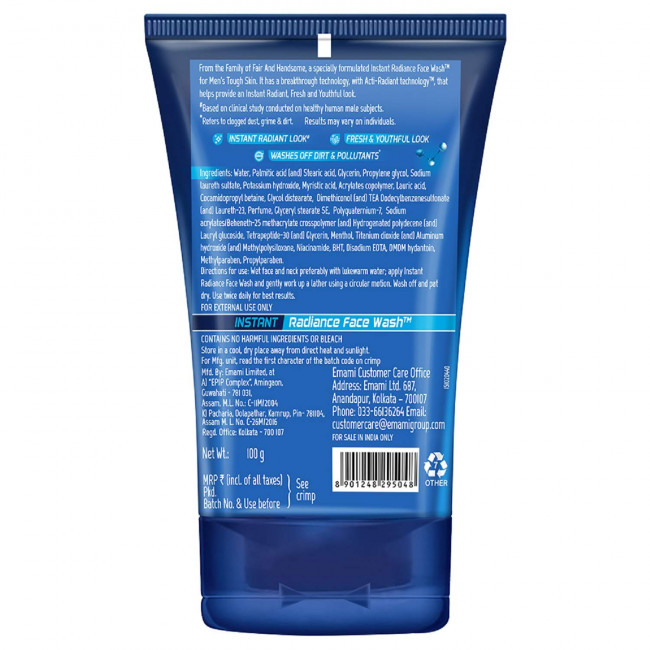 From the Family of Fair And Handsome, a specially formulated Instant Radiance Face Wash™
for Men's Tough Skin. It has a breakthrough technology, with Acti-Radiant technology™, that
helps provide an Instant Radiant, Fresh and Youthful look.
#Based on clinical study conducted on healthy human male subjects.
*Refers to clogged dust, grime & dirt. Results may vary on individuals.
INSTANT RADIANT LOOK# FRESH & YOUTHFUL LOOK
WASHES OFF DIRT & POLLUTANTS*
Ingredients: Water, Palmitic acid (and) Stearic acid, Glycerin, Propylene glycol, Sodium
laureth sulfate, Potassium hydroxide, Myristic acid, Acrylates copolymer, Lauric acid,
Cocamidopropyl betaine, Glycol distearate, Dimethiconol (and) TEA Dodecylbenzenesulfonate
(and) Laureth-23, Perfume, Glyceryl stearate SE, Polyquaternium-7, Sodium
acrylates/Beheneth-25 methacrylate crosspolymer (and) Hydrogenated polydecene (and)
Lauryl glucoside, Tetrapeptide-30 (and) Glycerin, Menthol, Titanium dioxide (and) Aluminum
hydroxide (and) Methylpolysiloxane, Niacinamide, BHT, Disodium EDTA, DMDM hydantoin,
Methylparaben, Propylparaben.
Directions for use: Wet face and neck preferably with lukewarm water; apply Instant
Radiance Face Wash and gently work up a lather using a circular motion. Wash off and pat
dry. Use twice daily for best results.
FOR EXTERNAL USE ONLY
INSTANT Radiance Face Wash™
CONTAINS NO HARMFUL INGREDIENTS OR BLEACH
Store in a cool, dry place away from direct heat and sunlight.
For Mfg. unit, read the first character of the batch code on crimp
Mfd. By.: Emami Limited, at
A) "EPIP Complex", Amingaon,
Guwahati - 781 031,
Assam. M.L. No. C-1IM/2004
K) Pacharia, Dolapathar, Kamrup, Pin- 781104,
Assam M L. No. C-26M/2016
Regd. Office: Kolkata - 700 107
Emami Customer Care Office
Address: Emami Ltd. 687,
Anandapur, Kolkata - 700107
Phone: 033-66136264 Email:
customercare@emamigroup.com
FOR SALE IN INDIA ONLY
Net Wt.: 100 g
MRP ₹ (incl. of all taxes)
Pkd.
Batch No. & Use before
See
crimp
8 901248 295048
7
OTHER